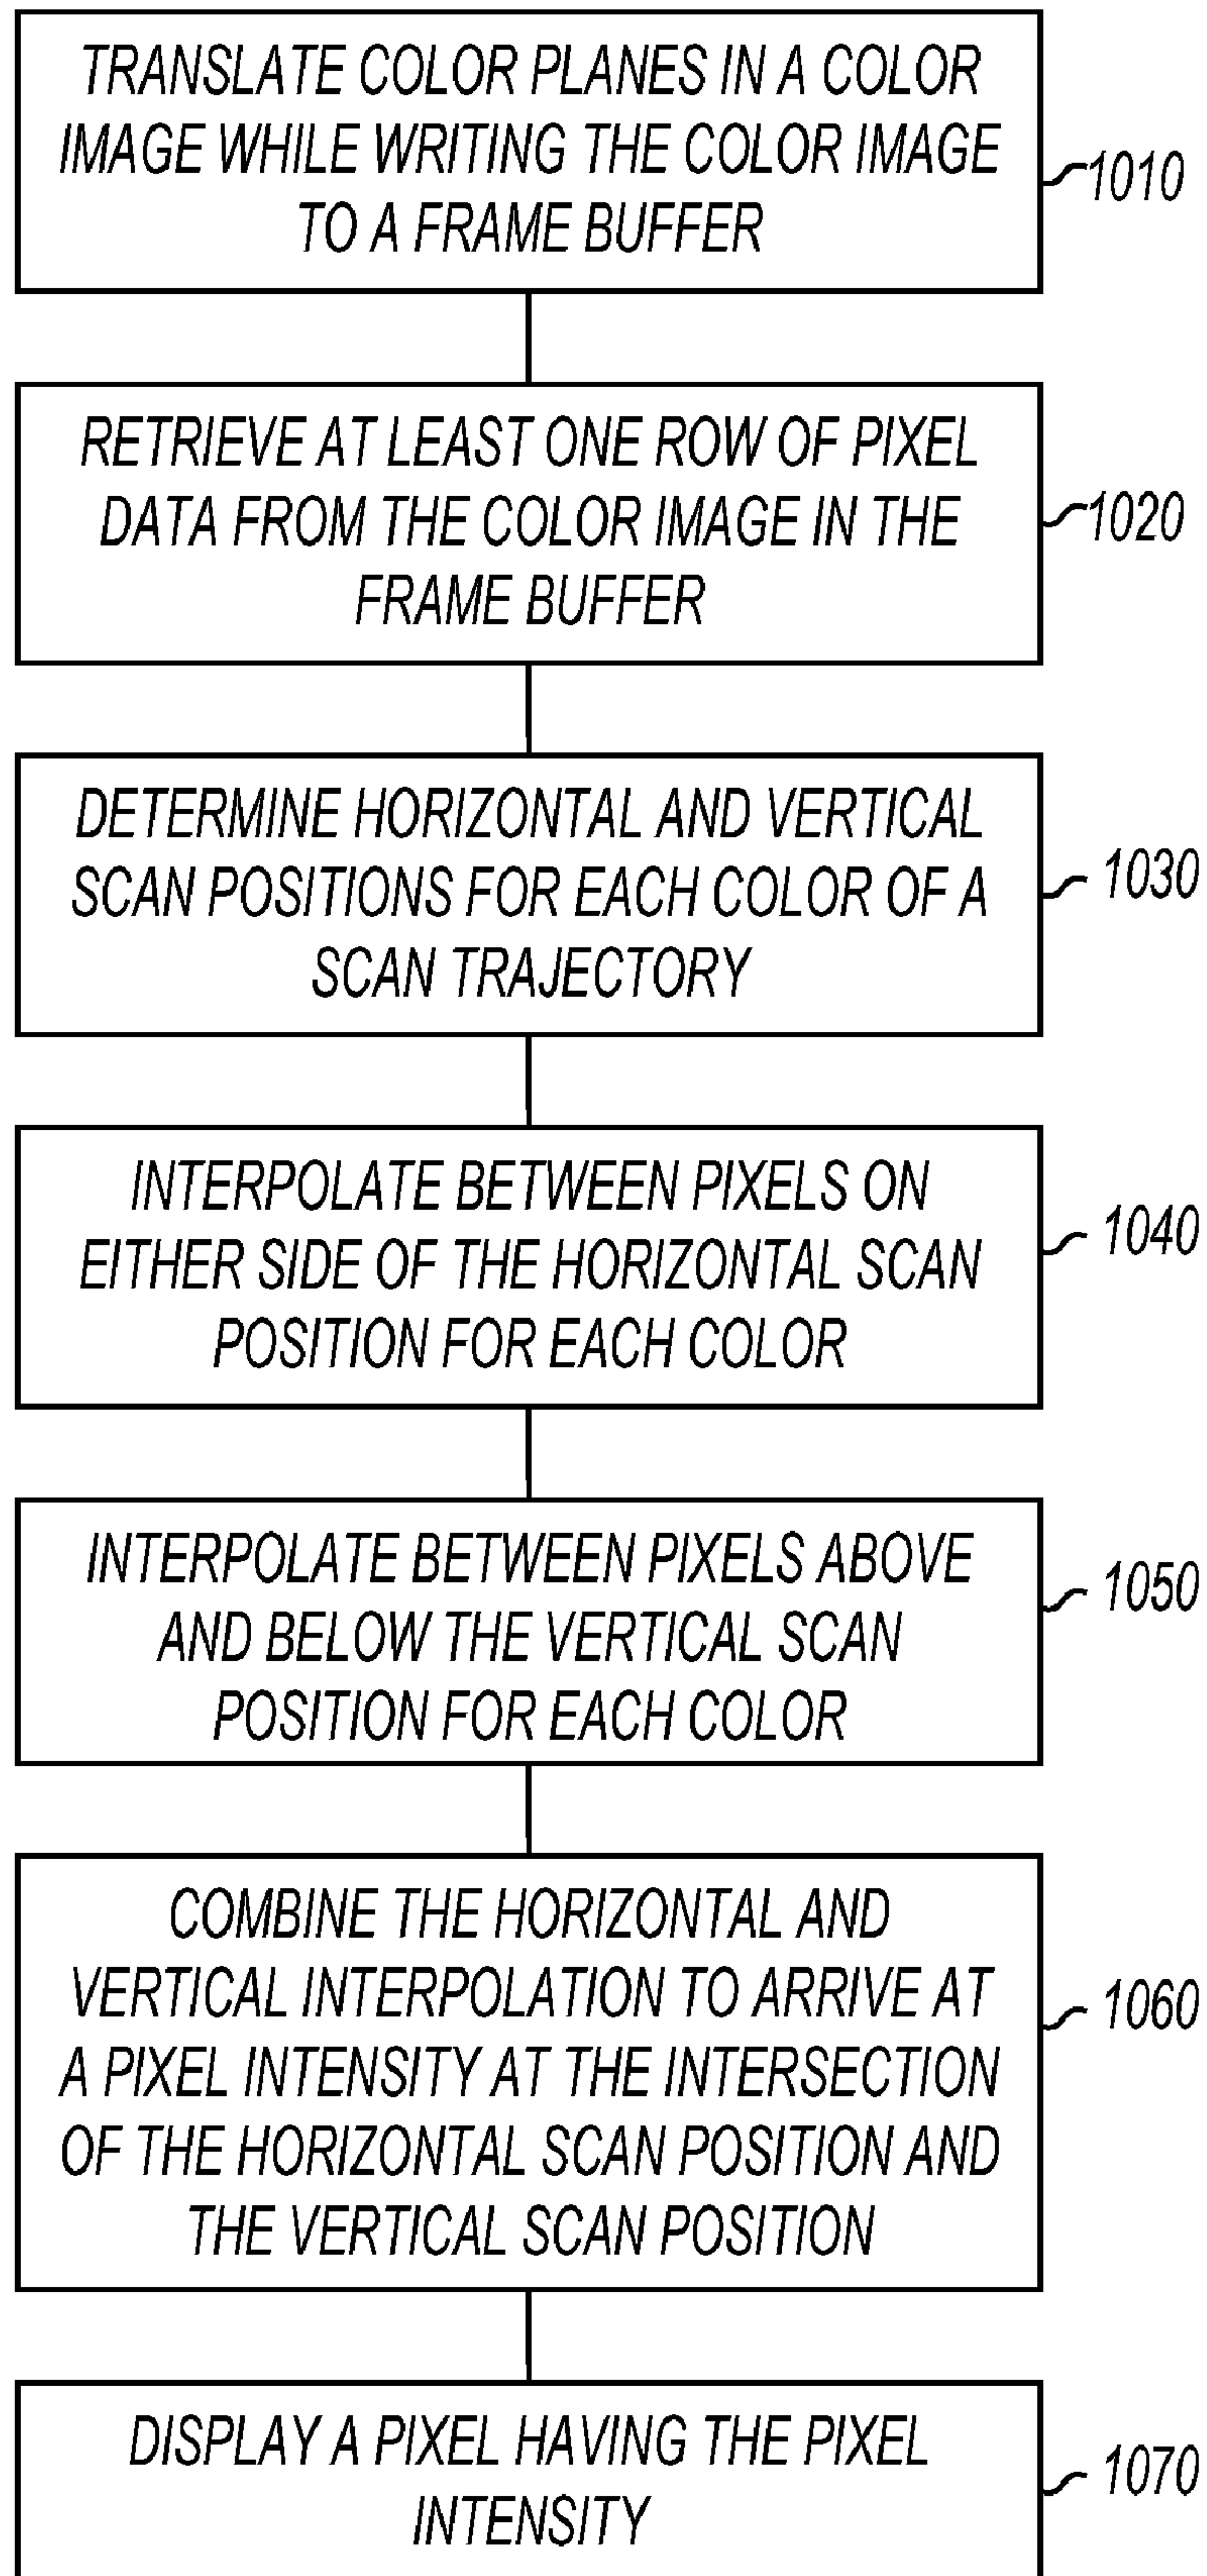 TRANSLATE COLOR PLANES IN A COLOR
IMAGE WHILE WRITING THE COLOR IMAGE
TO A FRAME BUFFER
1010
RETRIEVE AT LEAST ONE ROW OF PIXEL
DATA FROM THE COLOR IMAGE IN THE
FRAME BUFFER
1020
DETERMINE HORIZONTAL AND VERTICAL
SCAN POSITIONS FOR EACH COLOR OF A
SCAN TRAJECTORY
1030
INTERPOLATE BETWEEN PIXELS ON
EITHER SIDE OF THE HORIZONTAL SCAN
POSITION FOR EACH COLOR
1040
INTERPOLATE BETWEEN PIXELS ABOVE
AND BELOW THE VERTICAL SCAN
POSITION FOR EACH COLOR
1050
COMBINE THE HORIZONTAL AND
VERTICAL INTERPOLATION TO ARRIVE AT
A PIXEL INTENSITY AT THE INTERSECTION
OF THE HORIZONTAL SCAN POSITION AND
THE VERTICAL SCAN POSITION
1060
DISPLAY A PIXEL HAVING THE PIXEL
INTENSITY
1070